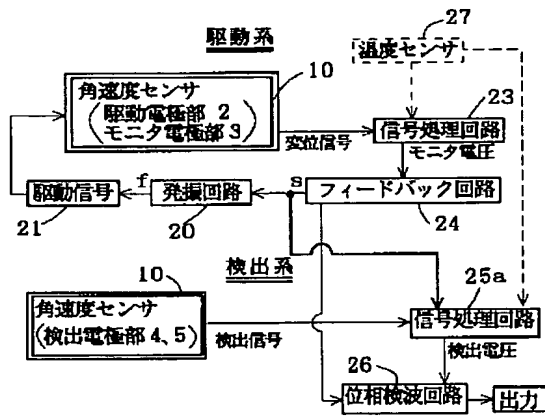 27
駆動系
温度センサ
10
角速度センサ
駆動電極部 2
モニタ電極部 3
23
変位信号
信号処理回路
モニタ電圧
駆動信号
f
発振回路
s
フィードバック回路
21
20
24
検出系
10
25a
角速度センサ
(検出電極部 4、5)
検出信号
信号処理回路
検出電圧
26
位相検波回路
出力